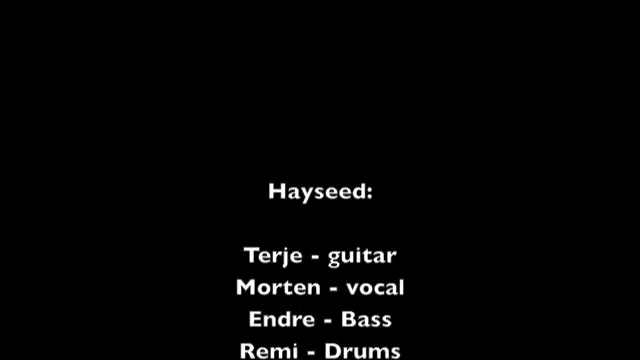 Hayseed:
Terje - guitar
Morten - vocal
Endre - Bass
Remi - Drums